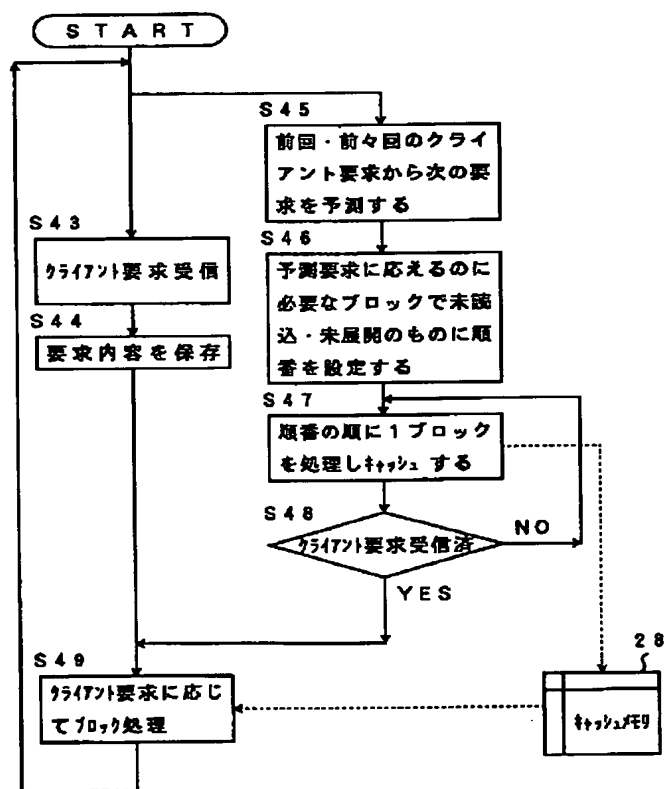 START
S45
前回・前々回のクライ
アント要求から次の要
求を予測する
S43
クライアント要求受信
S44
要求内容を保存
S46
予測要求に応えるのに
必要なブロックで未読
込・未展開のものに順
番を設定する
S47
順番の順に1ブロック
を処理しキャッシュする
S48
クライアント要求受信済
NO
YES
S49
クライアント要求に応じ
てブロック処理
28
キャッシュメモリ